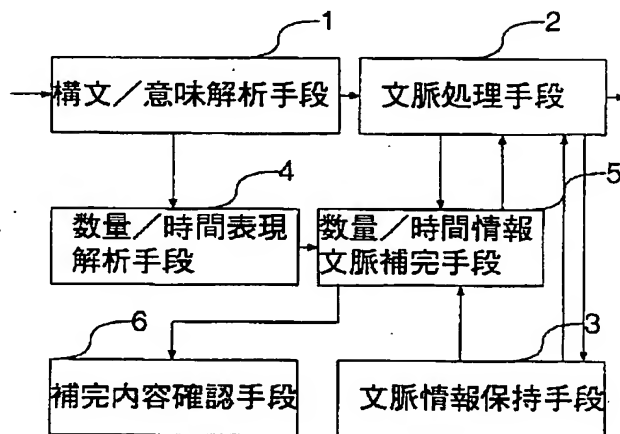 1
2
構文／意味解析手段
文脈処理手段
4
5
数量／時間表現
解析手段
数量／時間情報
文脈補完手段
6
3
補完内容確認手段
文脈情報保持手段